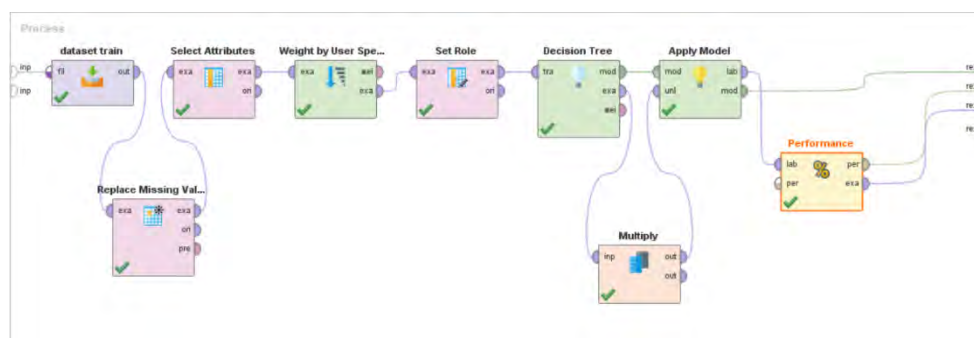 Process
dataset train
Select Attributes
Weight by User Spe...
Set Role
Decision Tree
Apply Model
inp
inp
fil
out
exa
exa
ori
exa
wei
exa
exa
exa
ori
tra
mod
exa
wei
mod
unl
lab
mod
Performance
lab
per
per
exa
%
Replace Missing Val...
exa
exa
ori
pre
Multiply
inp
out
out
re
re
re
re